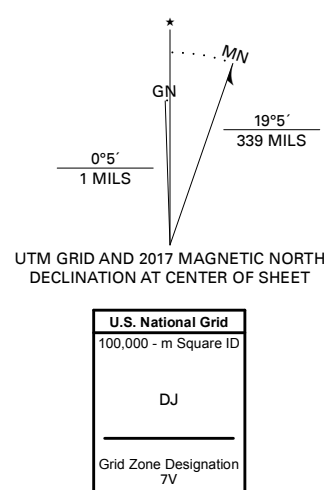 ★
MN
GN
19°5´
339 MILS
0°5´
1 MILS
UTM GRID AND 2017 MAGNETIC NORTH
DECLINATION AT CENTER OF SHEET
U.S. National Grid
100,000 - m Square ID
DJ
Grid Zone Designation
7V